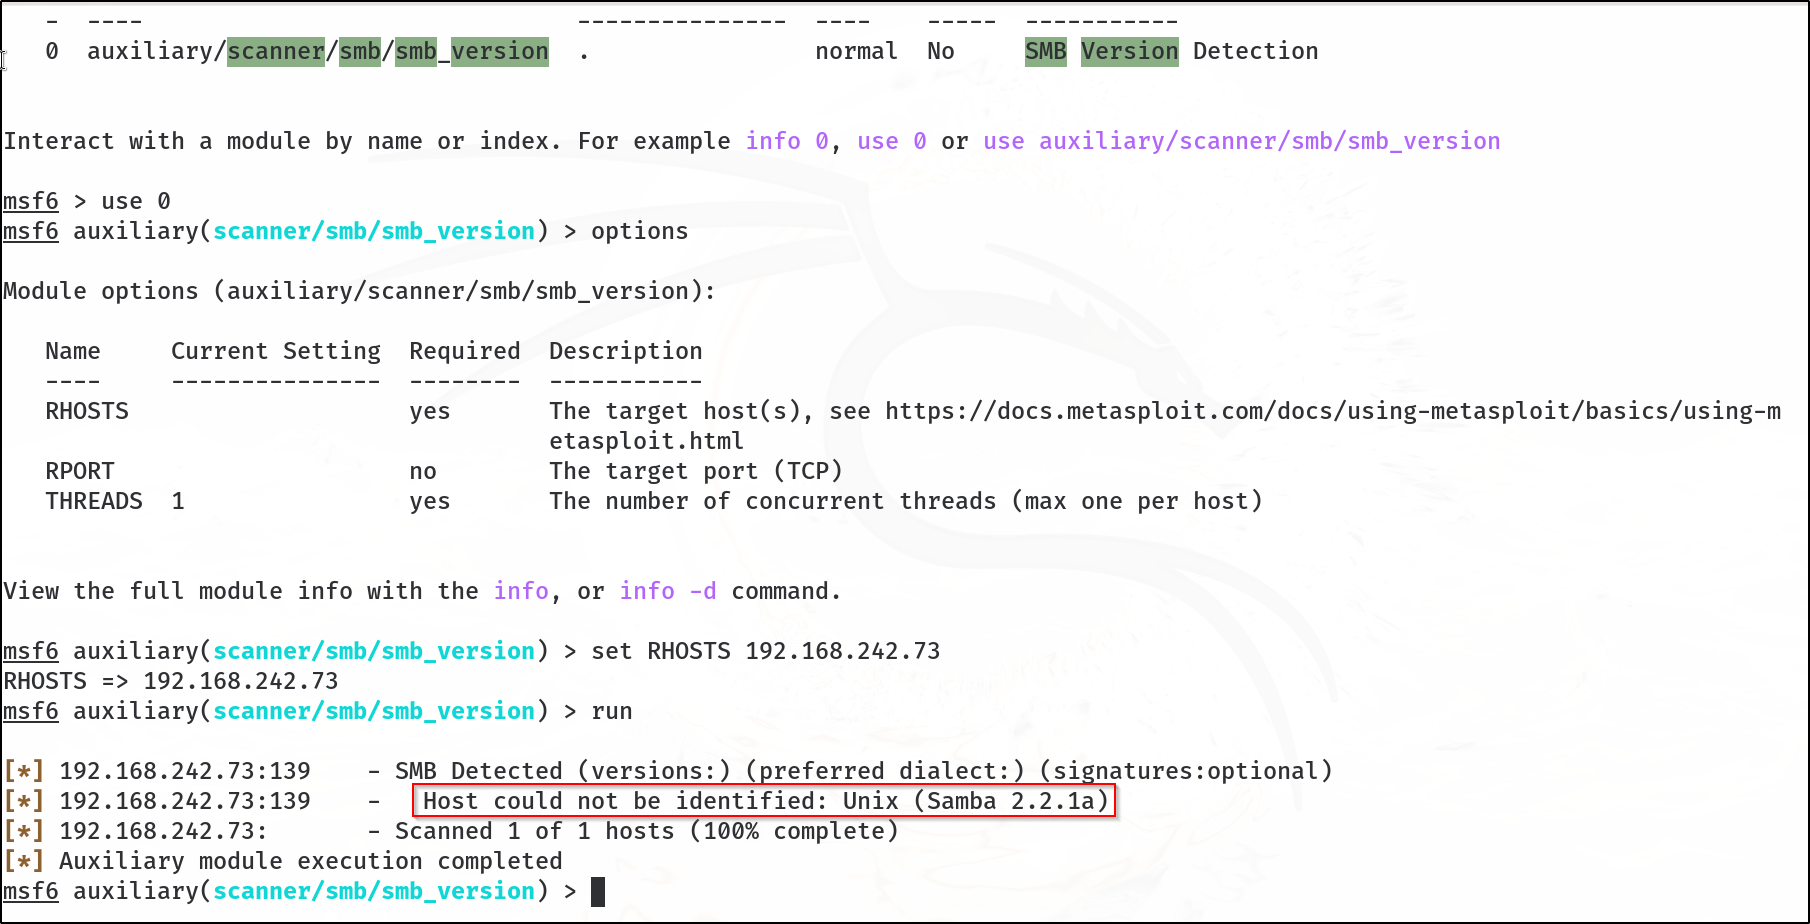 -  ----                               ---------------  ----    -----  -----------
   0  auxiliary/scanner/smb/smb_version  .                normal  No     SMB Version Detection
Interact with a module by name or index. For example info 0, use 0 or use auxiliary/scanner/smb/smb_version
msf6 > use 0
msf6 auxiliary(scanner/smb/smb_version) > options
Module options (auxiliary/scanner/smb/smb_version):
   Name     Current Setting  Required  Description
   ----     ---------------  --------  -----------
   RHOSTS                    yes       The target host(s), see https://docs.metasploit.com/docs/using-metasploit/basics/using-m
                                       etasploit.html
   RPORT                     no        The target port (TCP)
   THREADS  1                yes       The number of concurrent threads (max one per host)
View the full module info with the info, or info -d command.
msf6 auxiliary(scanner/smb/smb_version) > set RHOSTS 192.168.242.73
RHOSTS => 192.168.242.73
msf6 auxiliary(scanner/smb/smb_version) > run
[*] 192.168.242.73:139    - SMB Detected (versions:) (preferred dialect:) (signatures:optional)
[*] 192.168.242.73:139    -   Host could not be identified: Unix (Samba 2.2.1a)
[*] 192.168.242.73:       - Scanned 1 of 1 hosts (100% complete)
[*] Auxiliary module execution completed
msf6 auxiliary(scanner/smb/smb_version) >